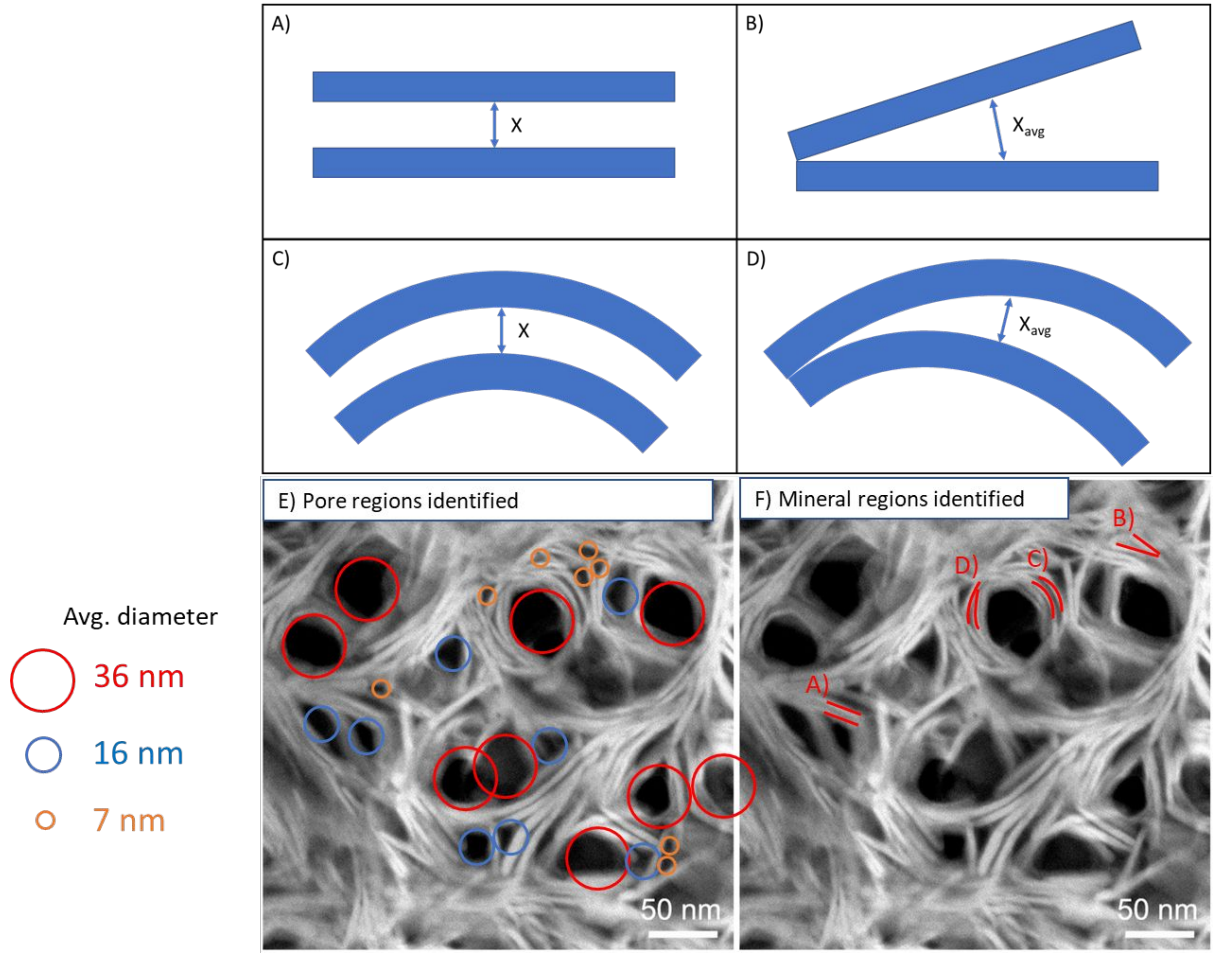 A)
X
B)
Xavg
C)
X
D)
Xavg
E) Pore regions identified
F) Mineral regions identified
B)
D)
C)
A)
Avg. diameter
36 nm
16 nm
7 nm
50 nm
50 nm